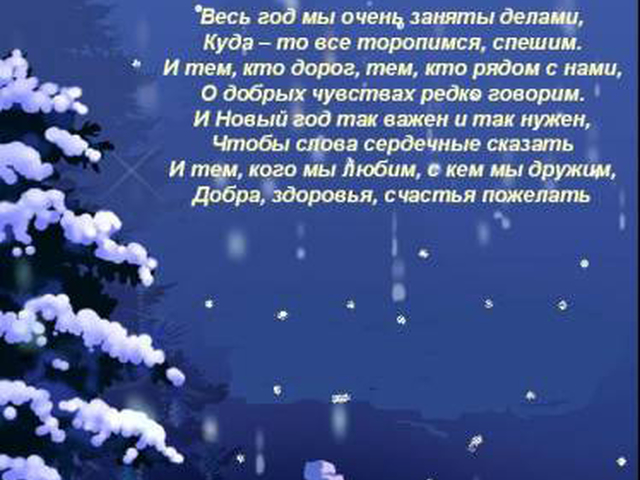 Весь год мы очень заняты делами,
Куда – то все торопимся, спешим.
И тем, кто дорог, тем, кто рядом с нами,
О добрых чувствах редко говорим.
И Новый год так важен и так нужен,
Чтобы слова сердечные сказать
И тем, кого мы любим, с кем мы дружим,
Добра, здоровья, счастья пожелать